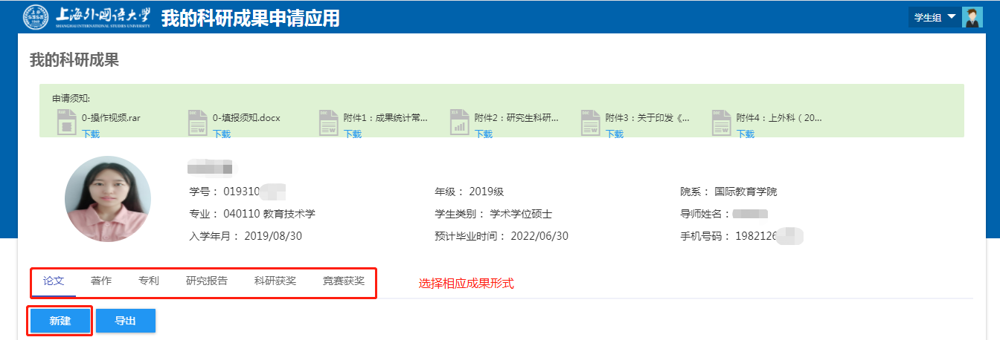 上海外国语大学 我的科研成果申请应用 学生组
SHANGHAI INTERNATIONAL STUDIES UNIVERSITY
我的科研成果
申请须知:
0-操作视频.rar 0-填报须知.docx 附件1：成果统计常... 附件2：研究生科研... 附件3：关于印发《... 附件4：上外科（20...
下载 下载 下载 下载 下载 下载
学号： 019310 年级： 2019级 院系： 国际教育学院
专业： 040110 教育技术学 学生类别： 学术学位硕士 导师姓名：
入学年月： 2019/08/30 预计毕业时间： 2022/06/30 手机号码： 1982126
论文 著作 专利 研究报告 科研获奖 竞赛获奖 选择相应成果形式
新建 导出